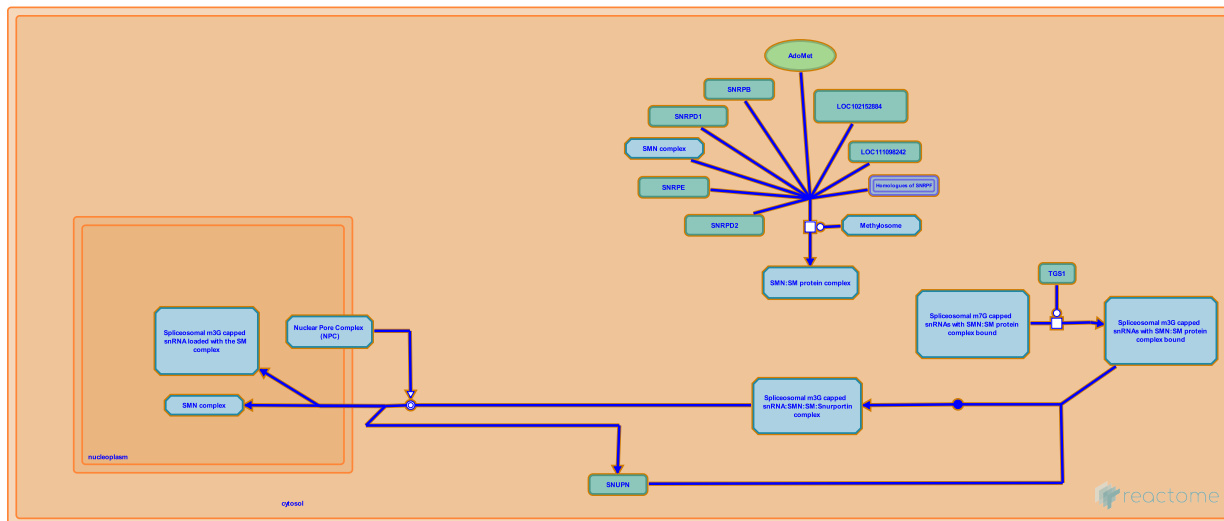 AdoMet
SNRPB
LOC102152884
SNRPD1
SMN complex
LOC111098242
SNRPE
Homologues of SNRPF
SNRPD2
Methylosome
SMN:SM protein complex
TGS1
Spliceosomal m7G capped
snRNAs with SMN:SM protein
complex bound
Spliceosomal m3G capped
snRNAs with SMN:SM protein
complex bound
Spliceosomal m3G capped
snRNA loaded with the SM
complex
Nuclear Pore Complex
(NPC)
SMN complex
Spliceosomal m3G capped
snRNA:SMN:SM:Snurportin
complex
nucleoplasm
SNUPN
cytosol
reactome